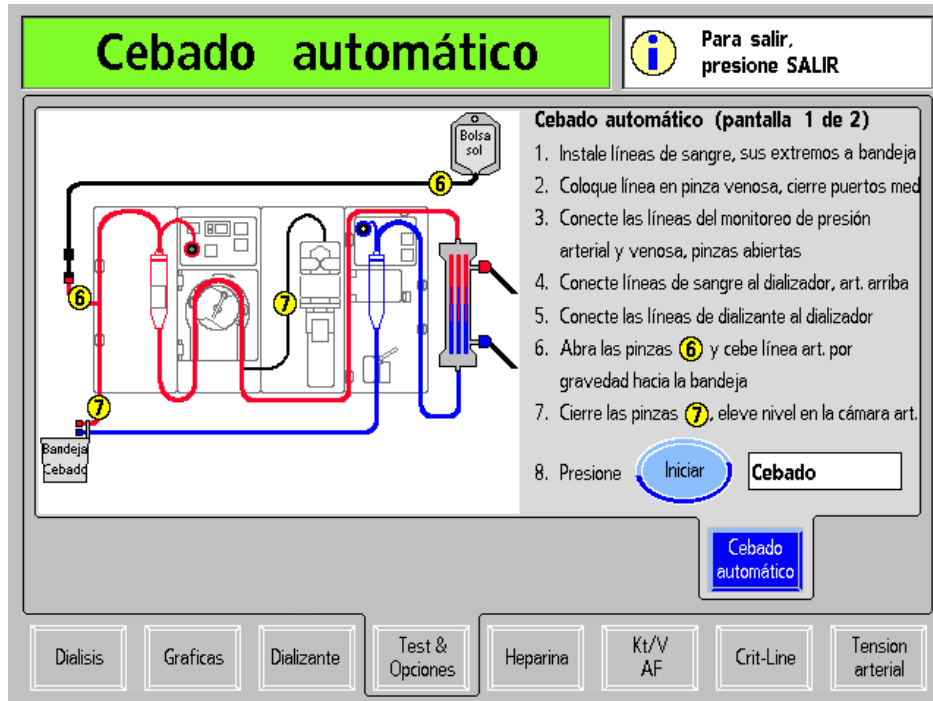 Cebado automático
Para salir,
presione SALIR
Bolsa
sol
6
6
7
7
Bandeja
Cebado
Cebado automático (pantalla 1 de 2)
1. Instale líneas de sangre, sus extremos a bandeja
2. Coloque línea en pinza venosa, cierre puertos med
3. Conecte las líneas del monitoreo de presión
arterial y venosa, pinzas abiertas
4. Conecte líneas de sangre al dializador, art. arriba
5. Conecte las líneas de dializante al dializador
6. Abra las pinzas 6 y cebe línea art. por
gravedad hacia la bandeja
7. Cierre las pinzas 7, eleve nivel en la cámara art.
8. Presione Iniciar Cebado
Cebado
automático
Dialisis
Graficas
Dializante
Test &
Opciones
Heparina
Kt/V
AF
Crit-Line
Tension
arterial